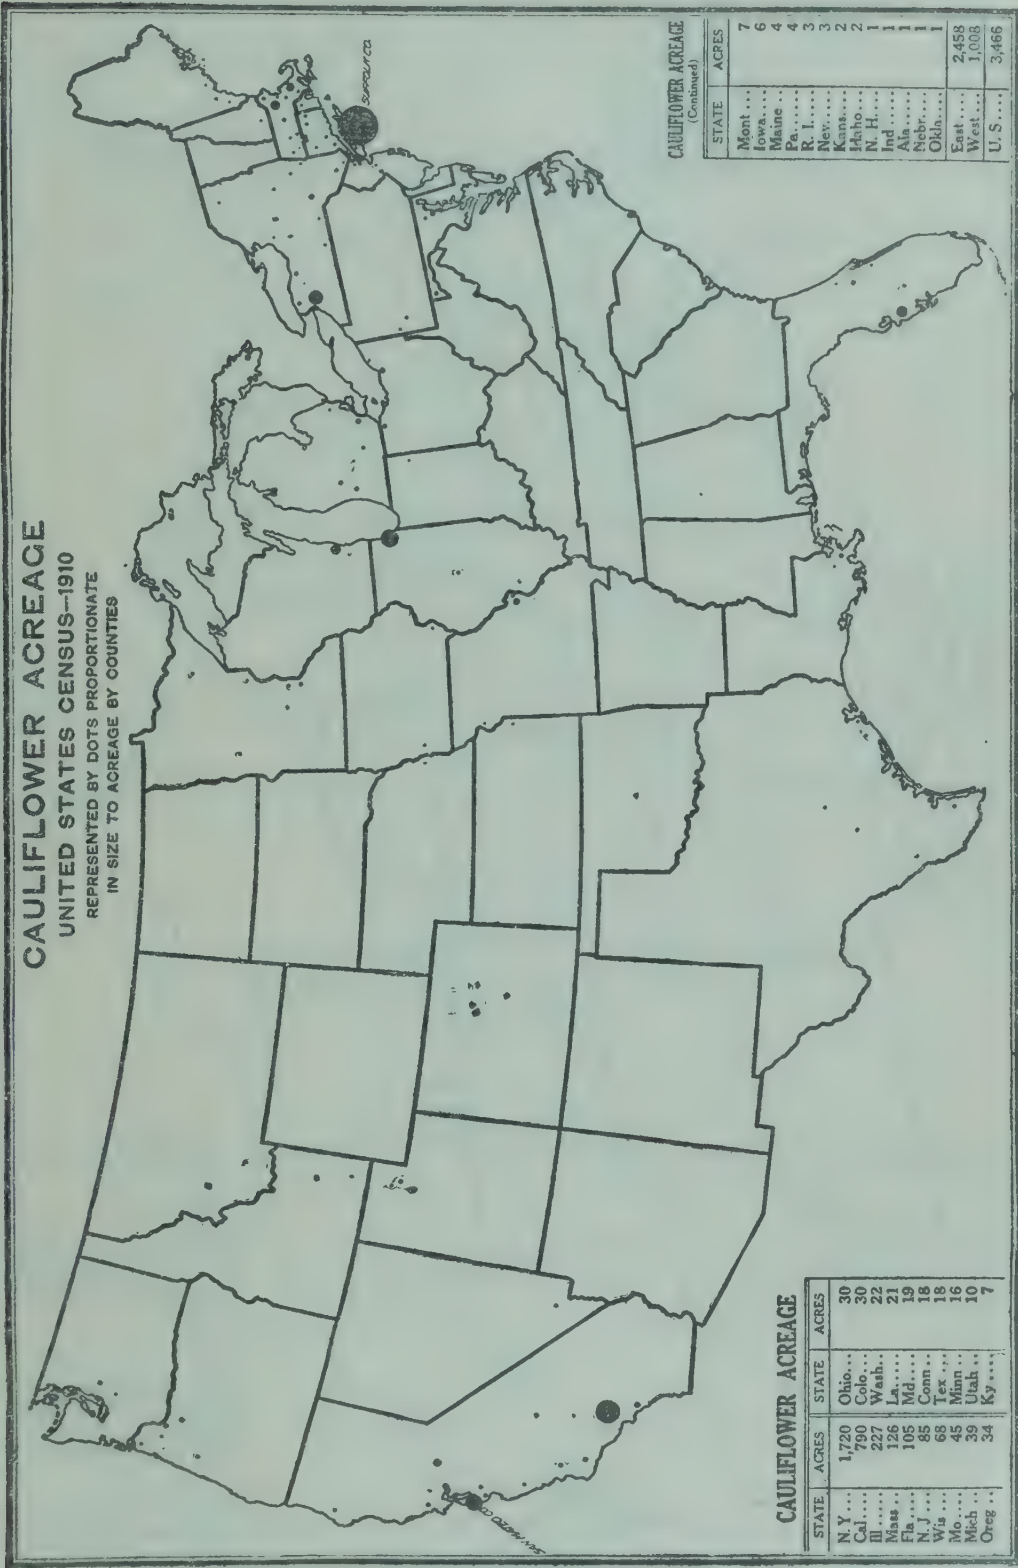 CAULIFLOWER ACREAGE
UNITED STATES CENSUS—1910
REPRESENTED BY DOTS PROPORTIONATE
IN SIZE TO ACREAGE BY COUNTIES
SUFFOLK CO.
SAN MATEO CO.
CAULIFLOWER ACREAGE
STATE ACRES STATE ACRES
N.Y.... 1,720 Ohio... 30
Cal.... 790 Colo... 30
Ill..... 227 Wash.. 22
Mass.. 126 La..... 21
Fla... 105 Md.... 19
N.J.... 85 Conn.. 18
Wis... 68 Tex... 18
Mo.... 45 Minn.. 16
Mich.. 39 Utah.. 10
Oreg.. 34 Ky.... 7
CAULIFLOWER ACREAGE
(Continued)
STATE ACRES
Mont... 7
Iowa.... 6
Maine.. 4
Pa..... 4
R. I.... 3
Nev.... 3
Kans.... 2
Idaho... 2
N. H.... 1
Ind..... 1
Ala..... 1
Nebr.... 1
Okla.... 1
East.... 2,458
West.... 1,008
U.S..... 3,466